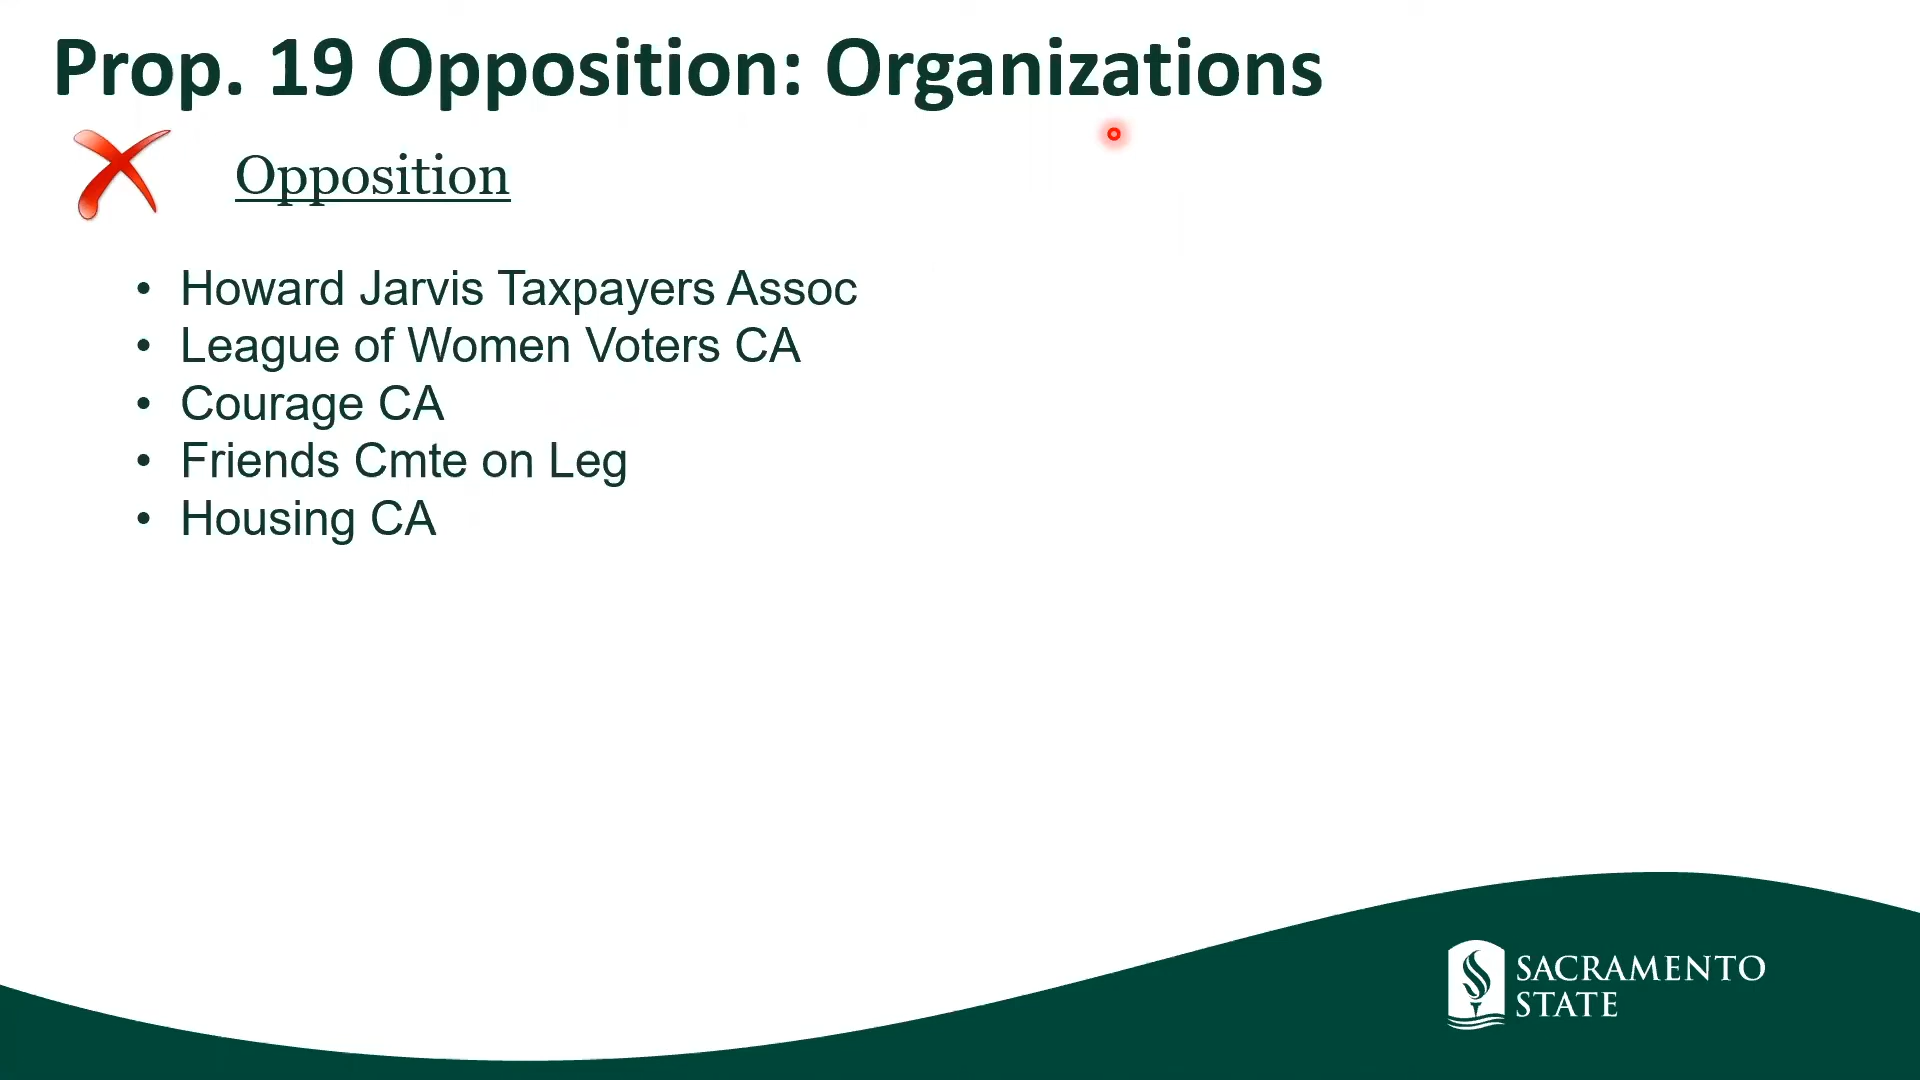 Prop. 19 Opposition: Organizations
Opposition
• Howard Jarvis Taxpayers Assoc
• League of Women Voters CA
• Courage CA
• Friends Cmte on Leg
• Housing CA
SACRAMENTO
STATE